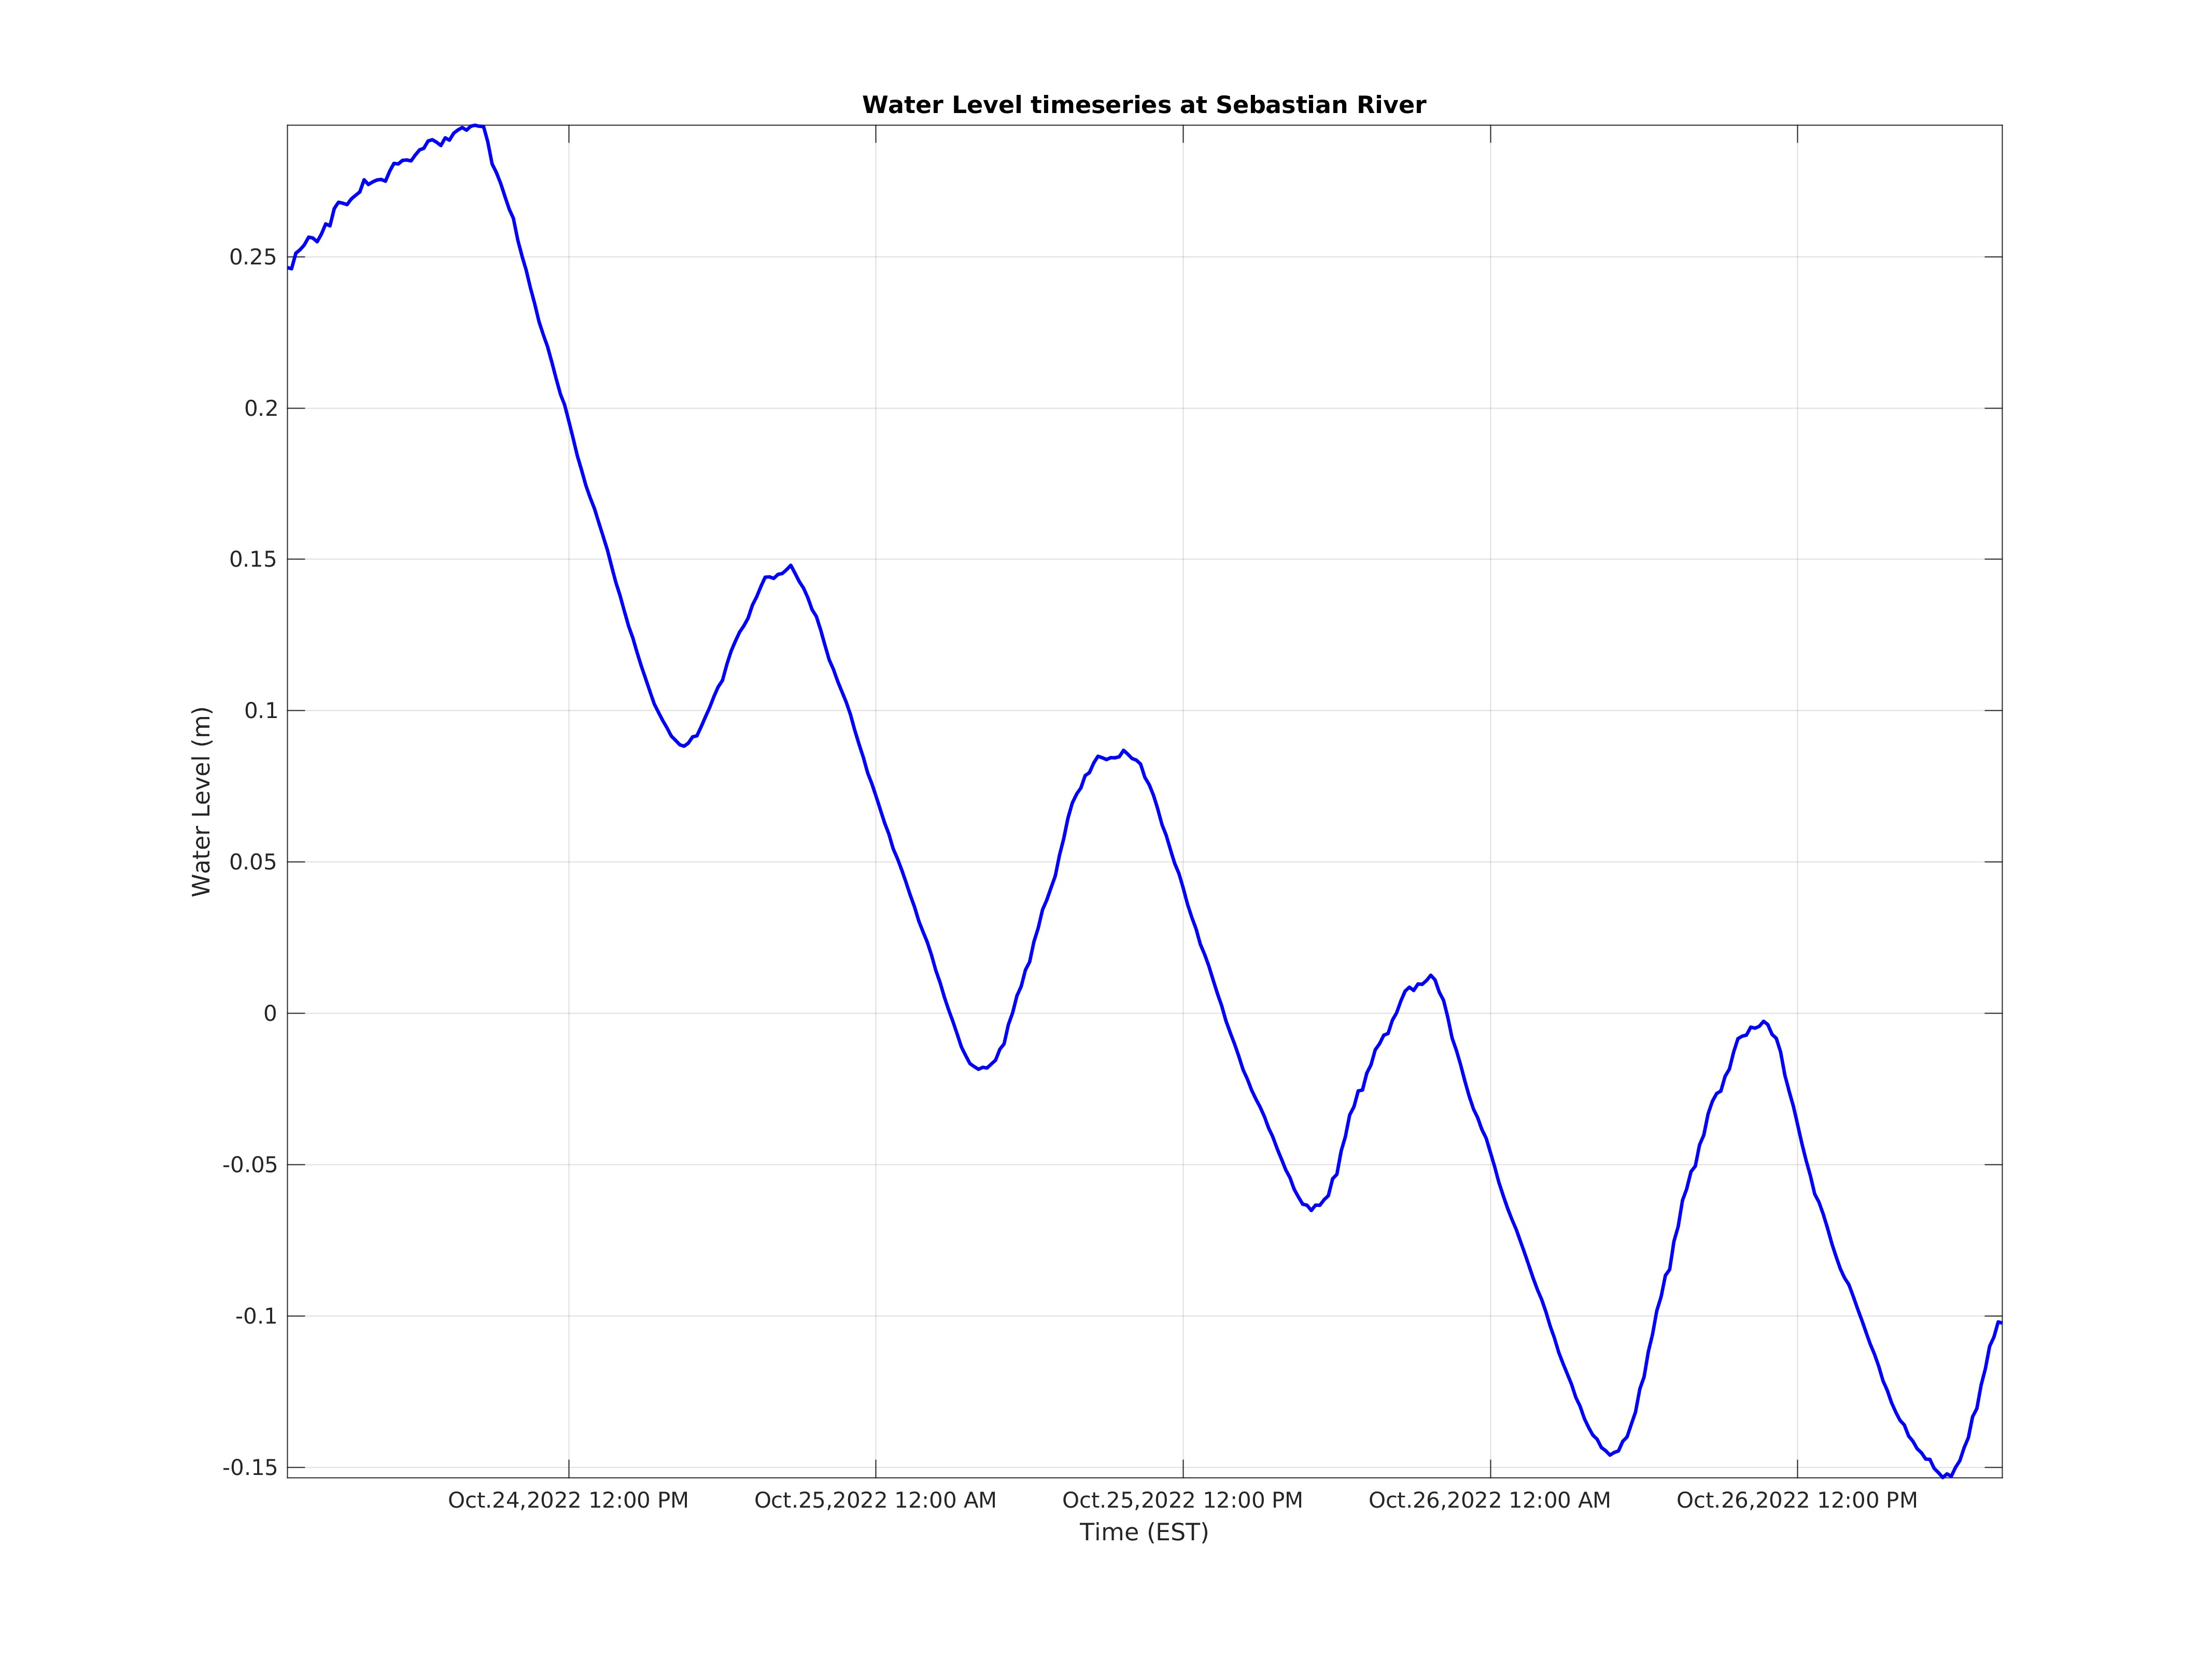 Water Level timeseries at Sebastian River
0.25
0.2
0.15
0.1
0.05
0
-0.05
-0.1
-0.15
Water Level (m)
Oct.24,2022 12:00 PM
Oct.25,2022 12:00 AM
Oct.25,2022 12:00 PM
Oct.26,2022 12:00 AM
Oct.26,2022 12:00 PM
Time (EST)